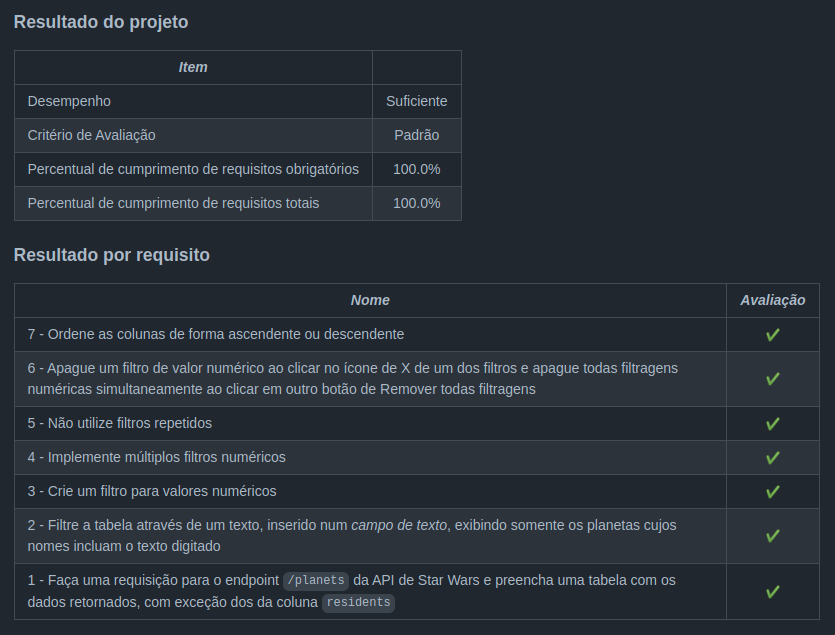 Resultado do projeto
Item
Desempenho Suficiente
Critério de Avaliação Padrão
Percentual de cumprimento de requisitos obrigatórios 100.0%
Percentual de cumprimento de requisitos totais 100.0%
Resultado por requisito
Nome Avaliação
7 - Ordene as colunas de forma ascendente ou descendente
6 - Apague um filtro de valor numérico ao clicar no ícone de X de um dos filtros e apague todas filtragens
numéricas simultaneamente ao clicar em outro botão de Remover todas filtragens
5 - Não utilize filtros repetidos
4 - Implemente múltiplos filtros numéricos
3 - Crie um filtro para valores numéricos
2 - Filtre a tabela através de um texto, inserido num campo de texto, exibindo somente os planetas cujos
nomes incluam o texto digitado
1 - Faça uma requisição para o endpoint /planets da API de Star Wars e preencha uma tabela com os
dados retornados, com exceção dos da coluna residents